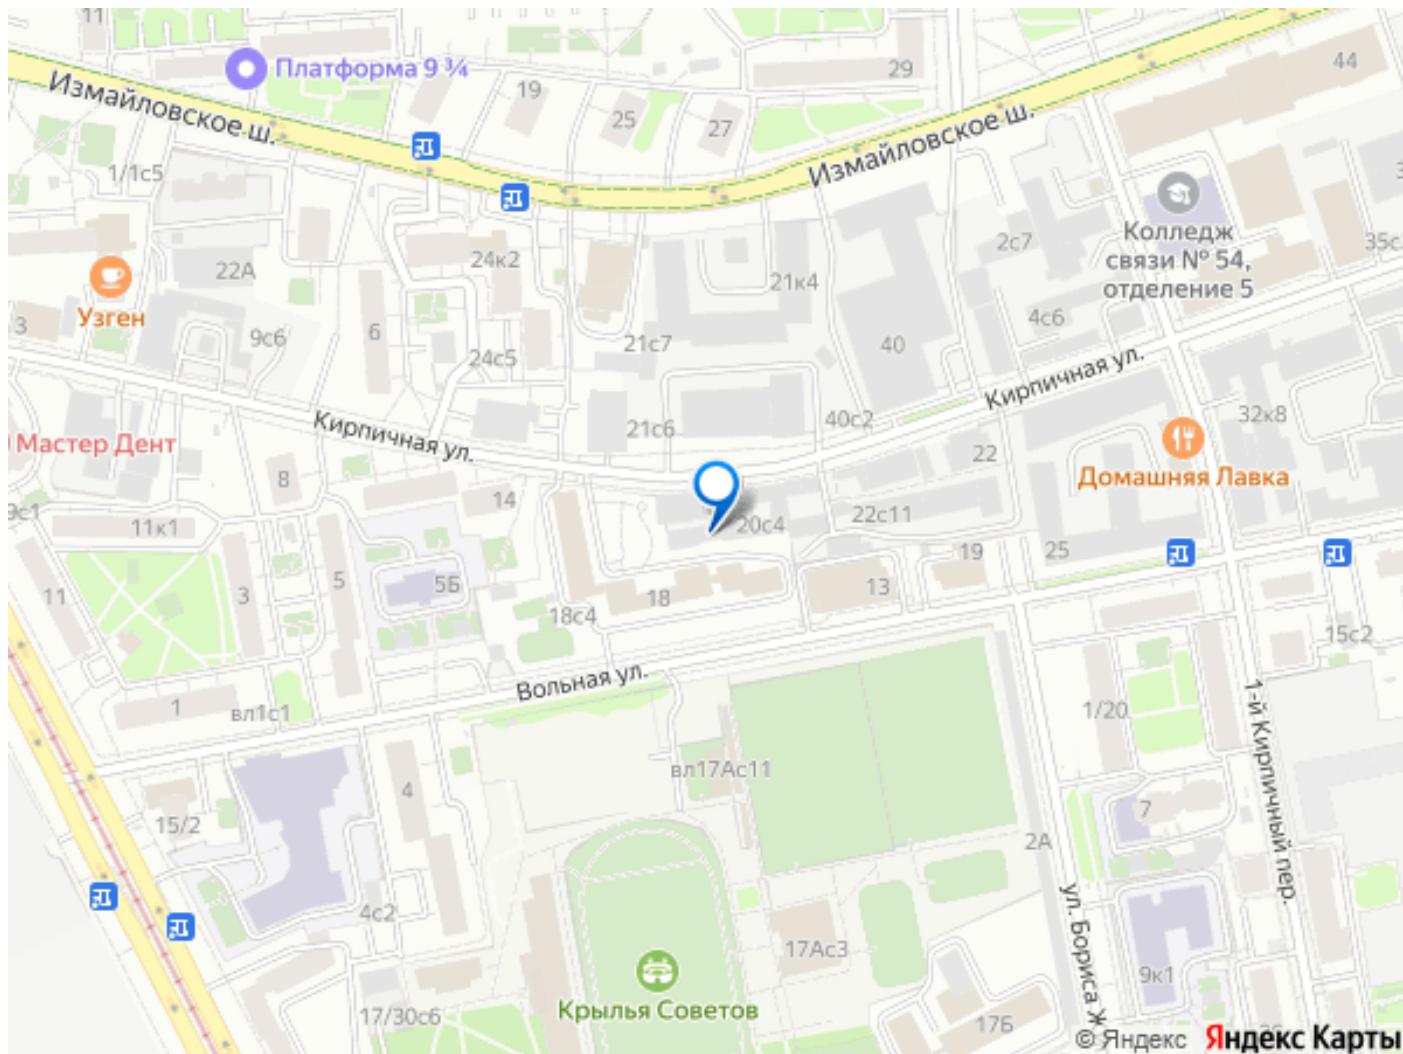 11
Платформа 9 ¾
19
25
27
29
44
Измайловское ш.
Измайловское ш.
1/1с5
Колледж
связи № 54,
отделение 5
2с7
35с
22А
24к2
21к4
Узген
3
9с6
6
24с5
21с7
40
4с6
Кирпичная ул.
Кирпичная ул.
Мастер Дент
21с6
40с2
32к8
22
Домашняя Лавка
8
14
11к1
20с4
22с11
25
19
11
3
5
5Б
18с4
18
13
15с2
Вольная ул.
1
вл1с1
1/20
1-й Кирпичный пер.
4
вл17Ас11
15/2
7
2А
ул. Бориса Ж
4с2
17Ас3
9к1
Крылья Советов
17/30с6
17Б
© Яндекс Яндекс Карты